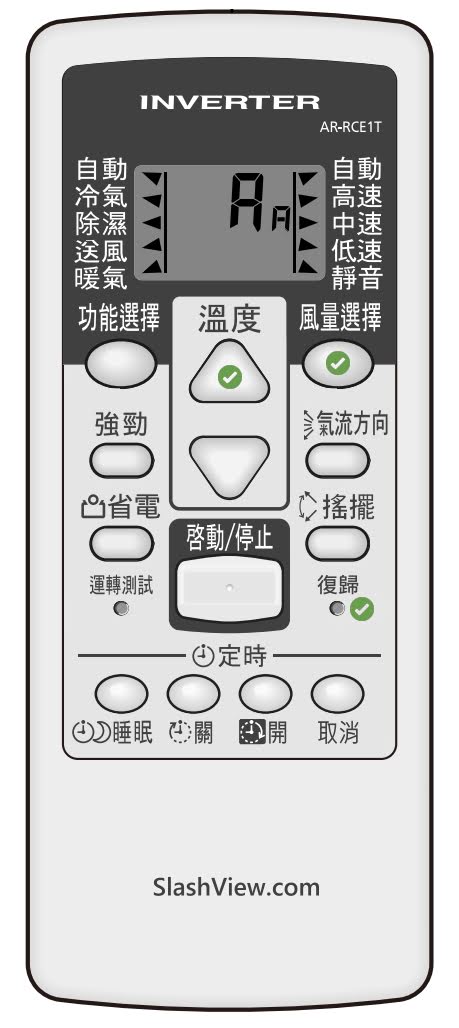 INVERTER
AR-RCE1T
自動
冷氣
除濕
送風
暖氣
A A
自動
高速
中速
低速
靜音
功能選擇
溫度
風量選擇
強勁
氣流方向
省電
搖擺
啓動/停止
運轉測試
復歸
定時
睡眠
關
開
取消
SlashView.com